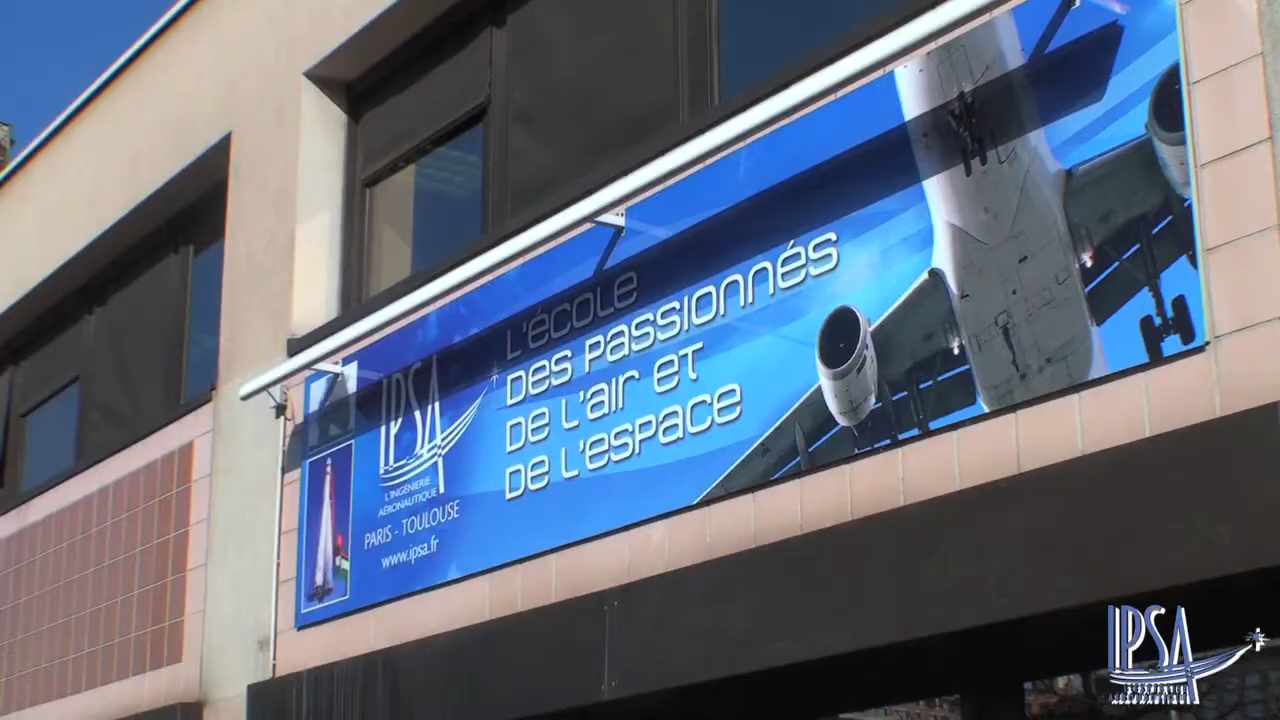 L'école
des passionnés
de l'air et
de l'espace
IPSA
L'INGÉNIERIE
AÉRONAUTIQUE
PARIS - TOULOUSE
www.ipsa.fr
IPSA